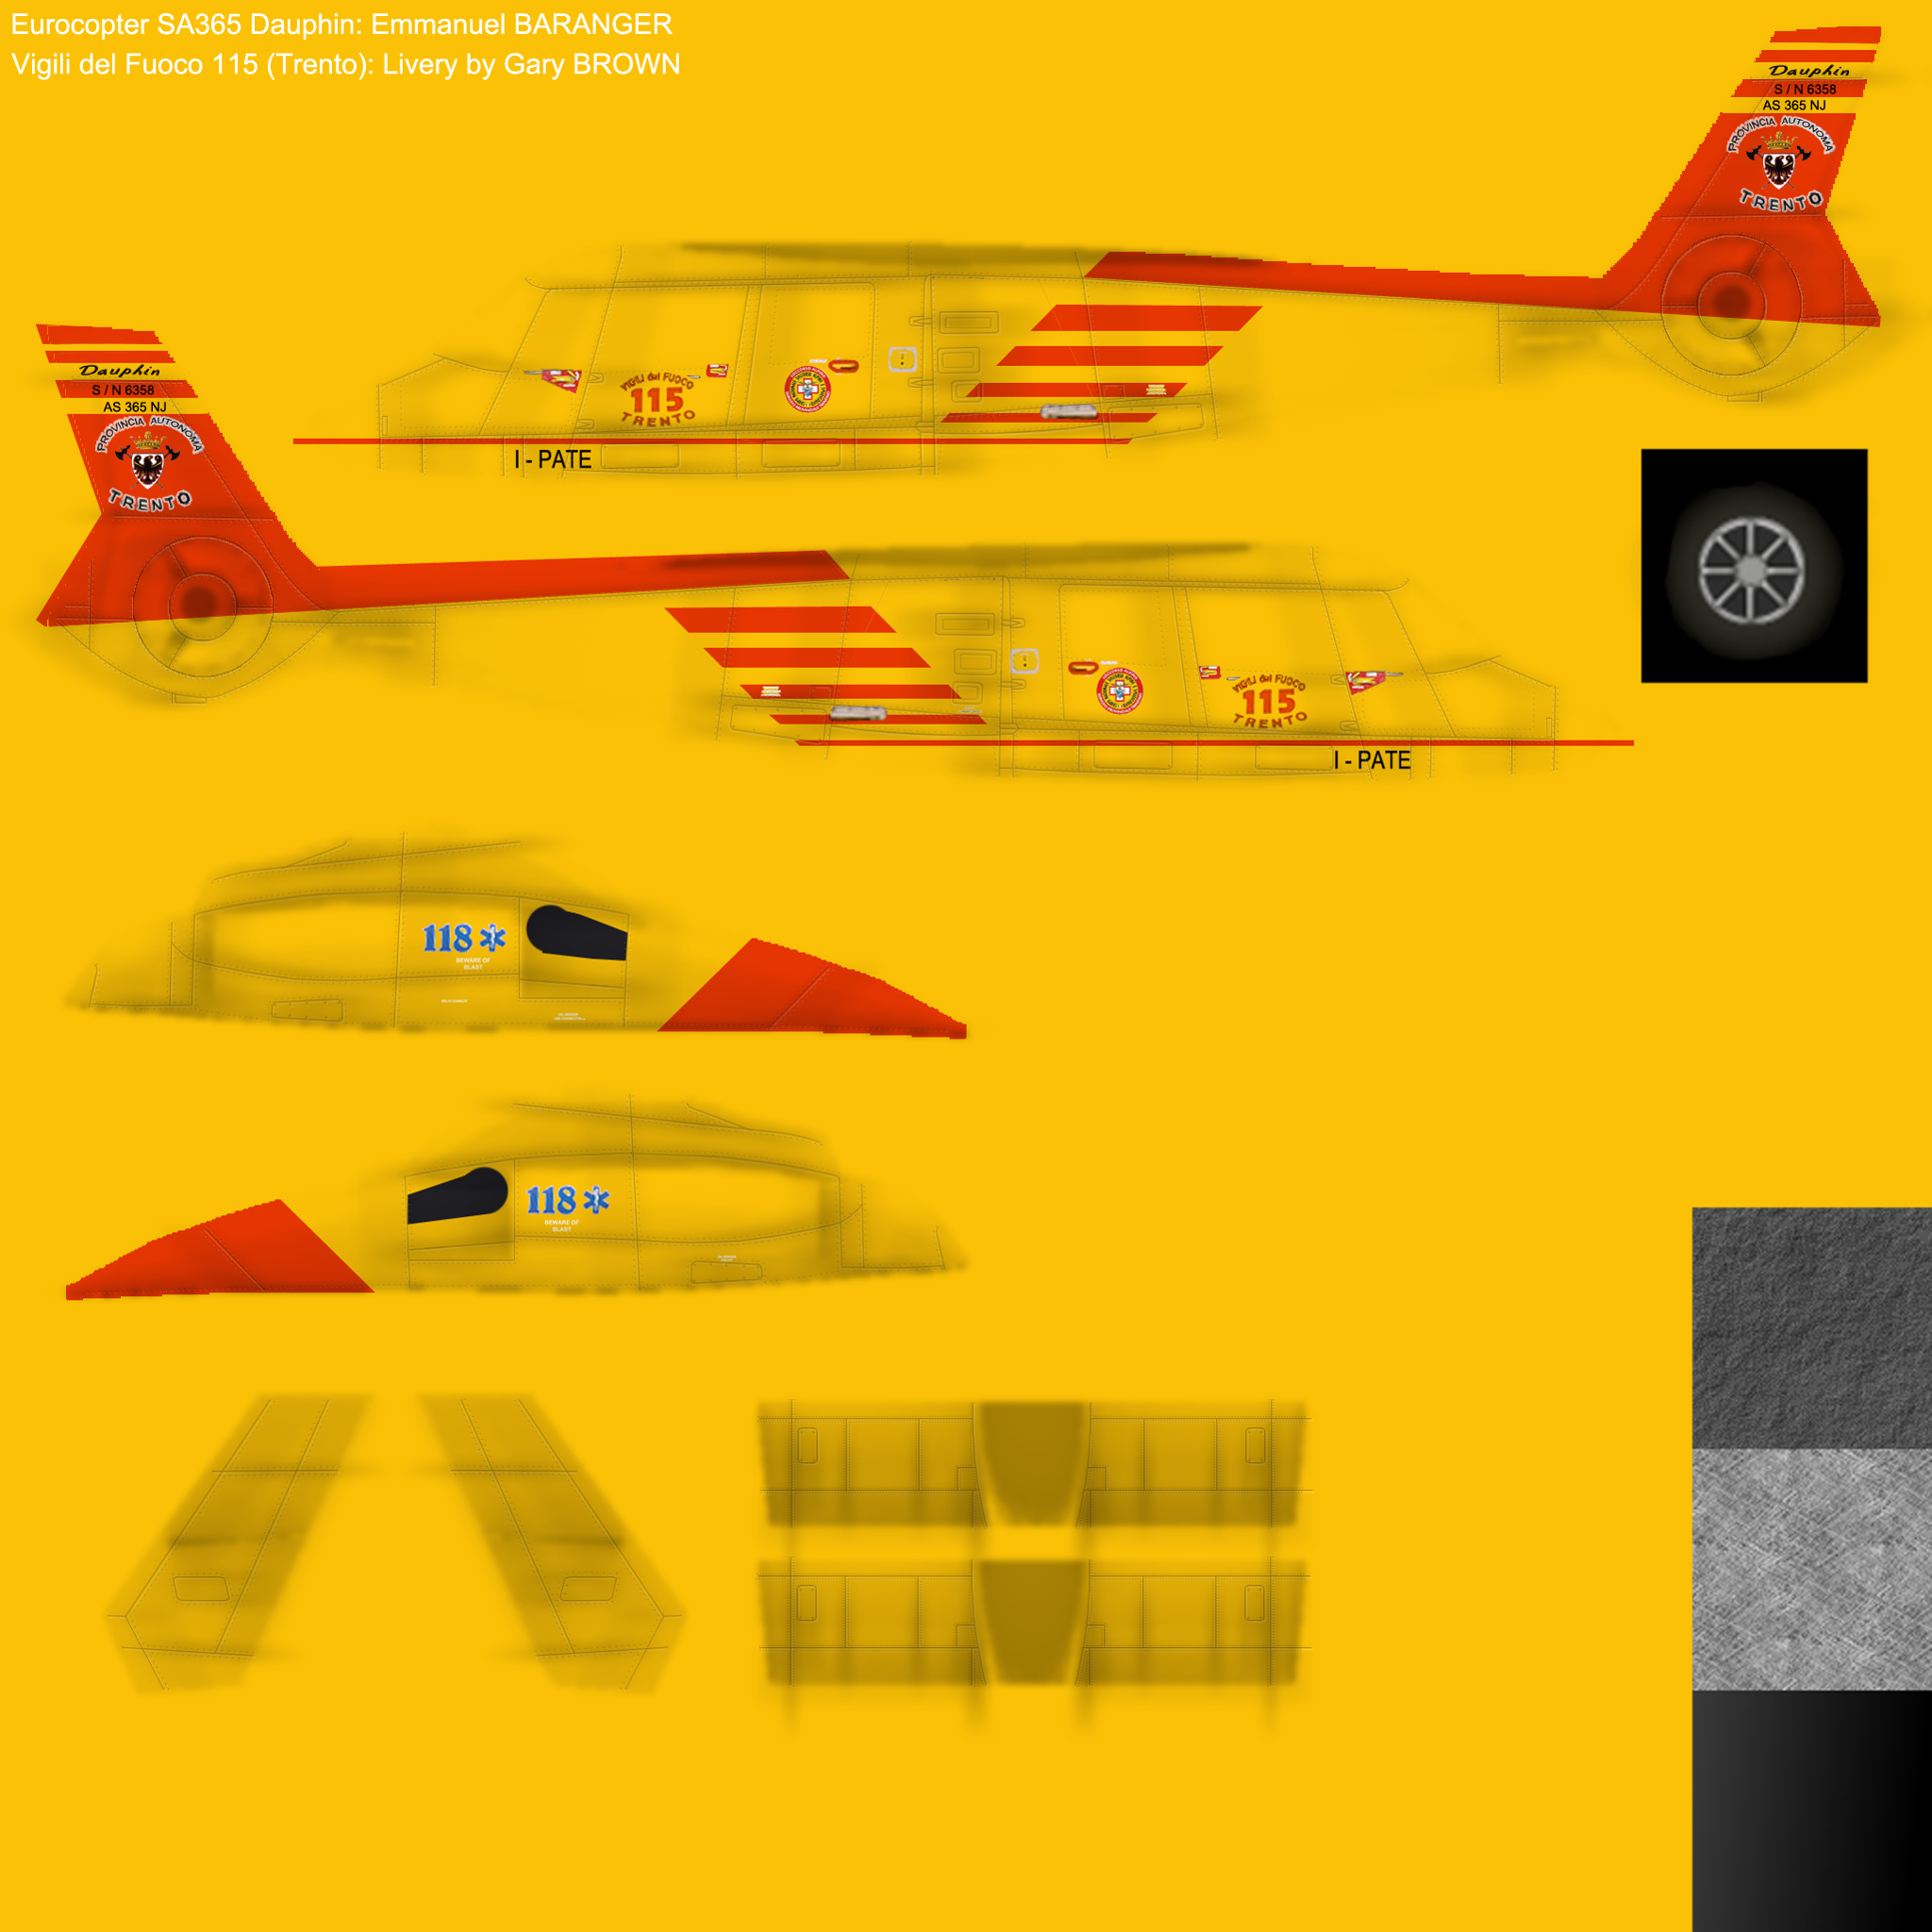 Eurocopter SA365 Dauphin: Emmanuel BARANGER
Vigili del Fuoco 115 (Trento): Livery by Gary BROWN
Dauphin
S / N 6358
AS 365 NJ
PROVINCIA AUTONOMA
TRENTO
VIGILI del FUOCO
115
TRENTO
I - PATE
Dauphin
S / N 6358
AS 365 NJ
PROVINCIA AUTONOMA
TRENTO
VIGILI del FUOCO
115
TRENTO
I - PATE
118
BEWARE OF
BLAST
118
BEWARE OF
BLAST